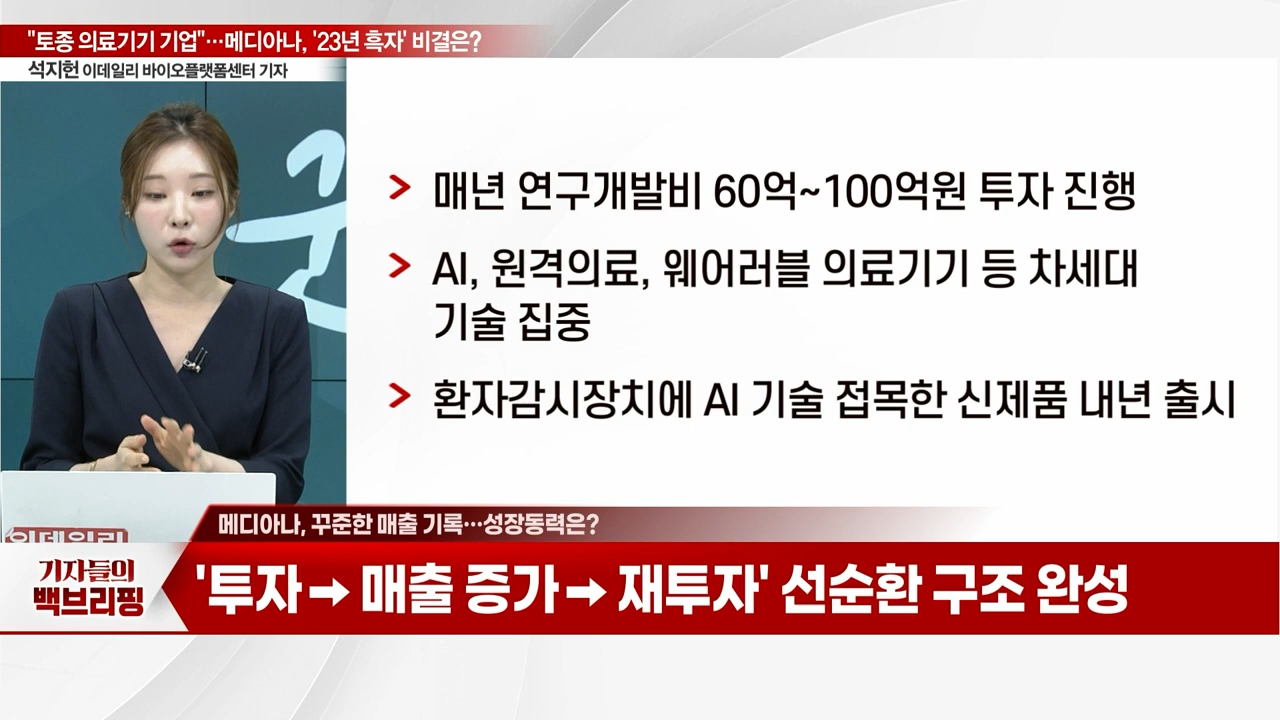 "토종 의료기기 기업"…메디아나, '23년 흑자' 비결은?
석지헌 이데일리 바이오플랫폼센터 기자
> 매년 연구개발비 60억~100억원 투자 진행
> AI, 원격의료, 웨어러블 의료기기 등 차세대
기술 집중
> 환자감시장치에 AI 기술 접목한 신제품 내년 출시
이데일리
메디아나, 꾸준한 매출 기록…성장동력은?
기자들의
백브리핑
'투자→ 매출 증가→ 재투자' 선순환 구조 완성